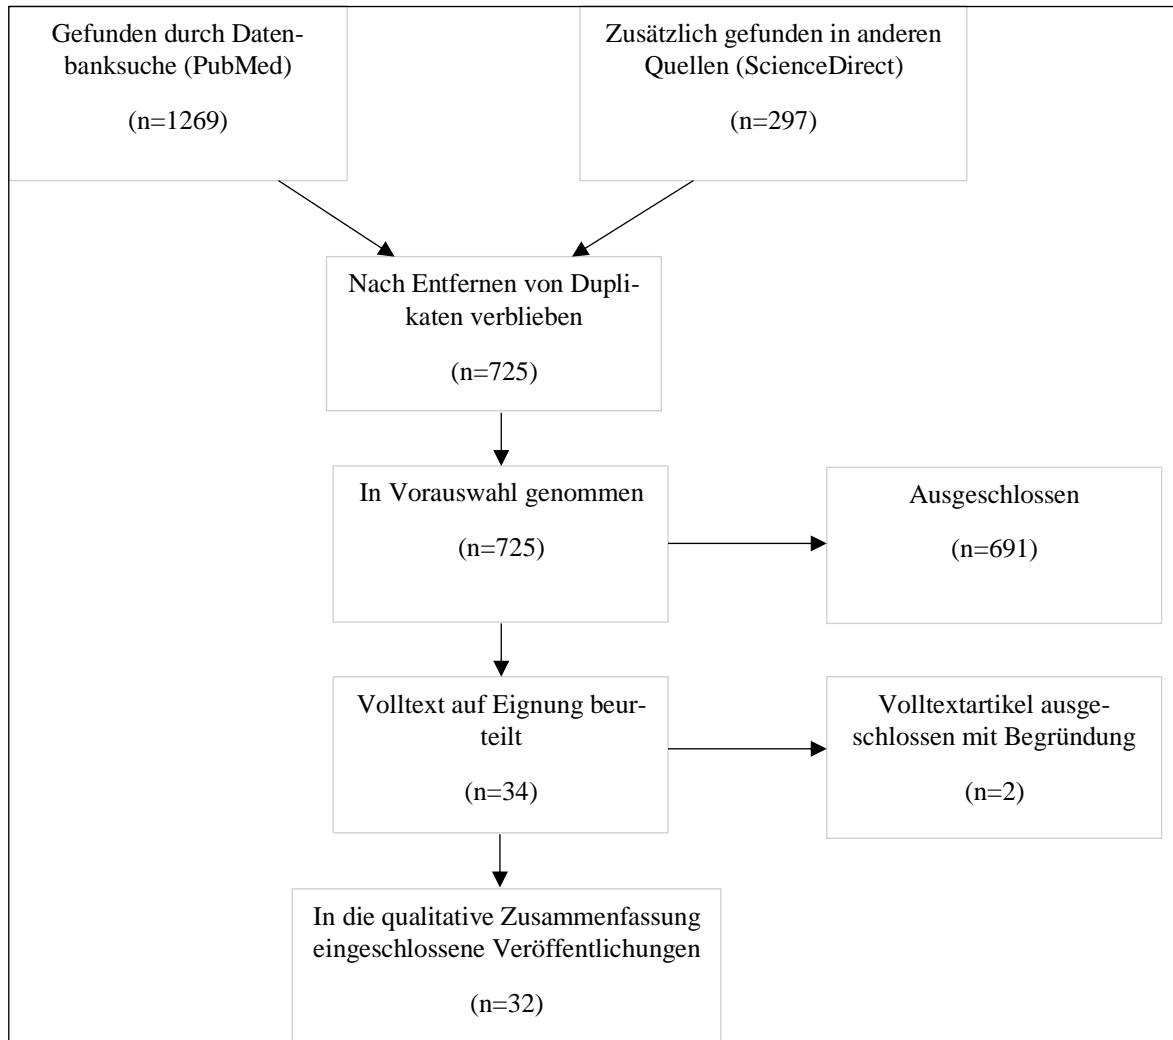 Gefunden durch Daten-
banksuche (PubMed)
(n=1269)
Zusätzlich gefunden in anderen
Quellen (ScienceDirect)
(n=297)
Nach Entfernen von Dupli-
katen verblieben
(n=725)
In Vorauswahl genommen
(n=725)
Ausgeschlossen
(n=691)
Volltext auf Eignung beur-
teilt
(n=34)
Volltextartikel ausge-
schlossen mit Begründung
(n=2)
In die qualitative Zusammenfassung
eingeschlossene Veröffentlichungen
(n=32)